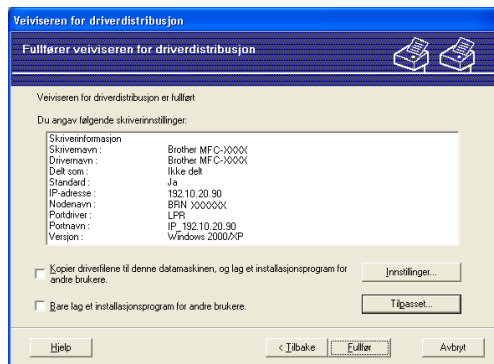 Veiviseren for driverdistribusjon
Fullfører veiviseren for driverdistribusjon
Veiviseren for driverdistribusjon er fullført
Du angav følgende skriverinnstillinger:
Skriverinformasjon
Skrivernavn : Brother MFC-XXXX
Drivernavn : Brother MFC-XXXX
Delt som : Ikke delt
Standard : Ja
IP-adresse : 192.10.20.90
Nodenavn : BRN XXXXXX
Portdriver : LPR
Portnavn : IP_192.10.20.90
Versjon : Windows 2000/XP
Kopier driverfilene til denne datamaskinen, og lag et installasjonsprogram for
andre brukere.
Innstillinger...
Bare lag et installasjonsprogram for andre brukere.
Tilpasset...
Hjelp < Tilbake Fullfør Avbryt